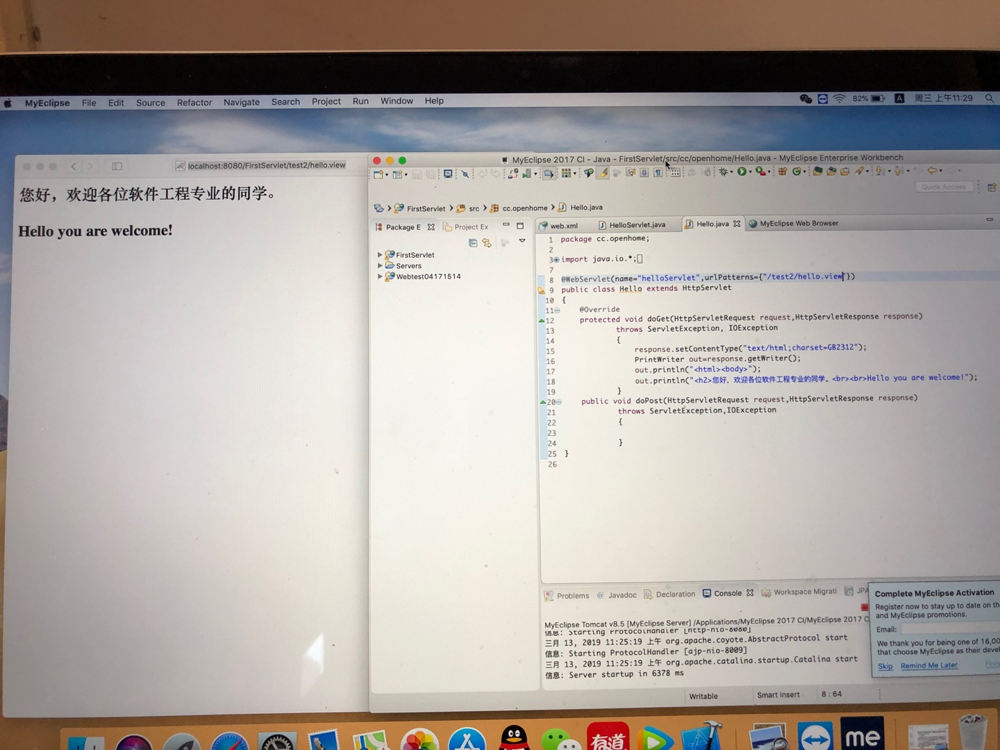 MyEclipse File Edit Source Refactor Navigate Search Project Run Window Help
82% A 周三 上午11:29
localhost:8080/FirstServlet/test2/hello.view
您好，欢迎各位软件工程专业的同学。
Hello you are welcome!
MyEclipse 2017 CI - Java - FirstServlet/src/cc/openhome/Hello.java - MyEclipse Enterprise Workbench
Quick Access
FirstServlet src cc.openhome Hello.java
Package E Project Ex
FirstServlet
Servers
Webtest04171514
web.xml HelloServlet.java Hello.java MyEclipse Web Browser
1 package cc.openhome;
2
3 import java.io.*;
7
8 @WebServlet(name="helloServlet",urlPatterns={"/test2/hello.view"})
9 public class Hello extends HttpServlet
10 {
11 @Override
12 protected void doGet(HttpServletRequest request,HttpServletResponse response)
13 throws ServletException, IOException
14 {
15 response.setContentType("text/html;charset=GB2312");
16 PrintWriter out=response.getWriter();
17 out.println("<html><body>");
18 out.println("<h2>您好，欢迎各位软件工程专业的同学。<br><br>Hello you are welcome!");
19 }
20 public void doPost(HttpServletRequest request,HttpServletResponse response)
21 throws ServletException,IOException
22 {
23
24 }
25 }
26
Problems @ Javadoc Declaration Console Workspace Migrati JPA
MyEclipse Tomcat v8.5 [MyEclipse Server] /Applications/MyEclipse 2017 CI/MyEclipse 2017 C
信息: Starting ProtocolHandler [http-nio-8080]
三月 13, 2019 11:25:19 上午 org.apache.coyote.AbstractProtocol start
信息: Starting ProtocolHandler [ajp-nio-8009]
三月 13, 2019 11:25:19 上午 org.apache.catalina.startup.Catalina start
信息: Server startup in 6378 ms
Complete MyEclipse Activation
Register now to stay up to date on th
and MyEclipse promotions.
Email:
We thank you for being one of 16,00
that choose MyEclipse as their devel
Skip Remind Me Later
Writable Smart Insert 8 : 64
有道
me